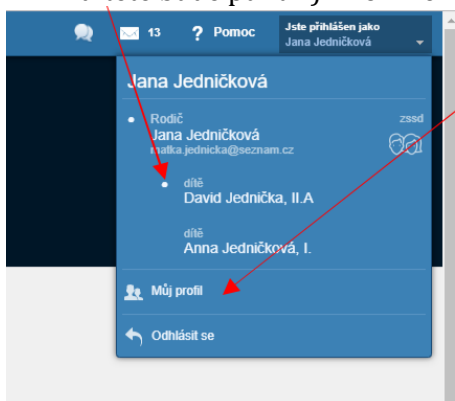 13
? Pomoc
Jste přihlášen jako
Jana Jedničková
Jana Jedničková
Rodič
zssd
Jana Jedničková
matka.jednicka@seznam.cz
dítě
David Jednička, II.A
dítě
Anna Jedničková, I.
Můj profil
Odhlásit se